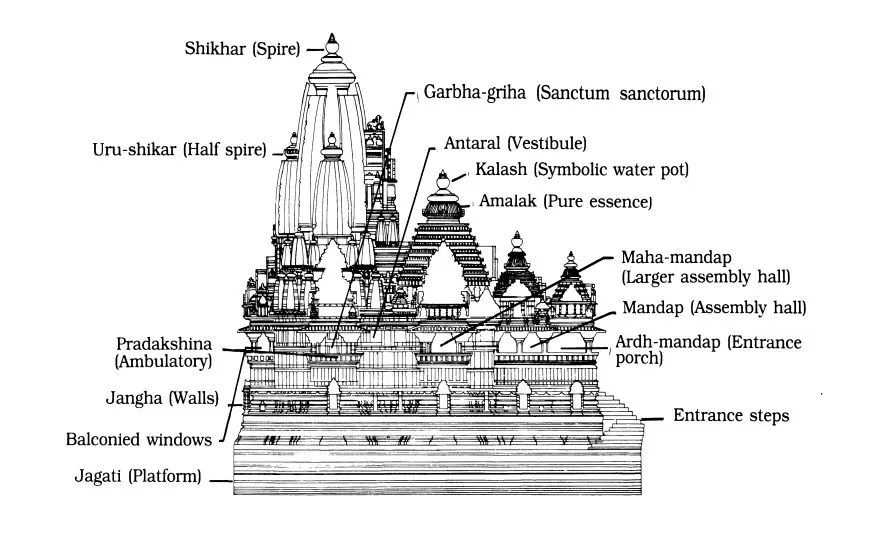 Shikhar (Spire)
Garbha-griha (Sanctum sanctorum)
Uru-shikar (Half spire)
Antaral (Vestibule)
Kalash (Symbolic water pot)
Amalak (Pure essence)
Maha-mandap
(Larger assembly hall)
Mandap (Assembly hall)
Pradakshina
(Ambulatory)
Ardh-mandap (Entrance
porch)
Jangha (Walls)
Entrance steps
Balconied windows
Jagati (Platform)